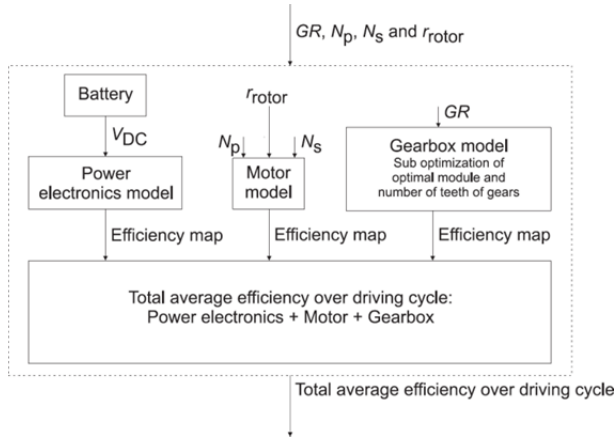 GR, Np, Ns and rrotor
Battery
rrotor
GR
VDC
Np
Ns
Power
electronics model
Motor
model
Gearbox model
Sub optimization of
optimal module and
number of teeth of gears
Efficiency map
Efficiency map
Efficiency map
Total average efficiency over driving cycle:
Power electronics + Motor + Gearbox
Total average efficiency over driving cycle